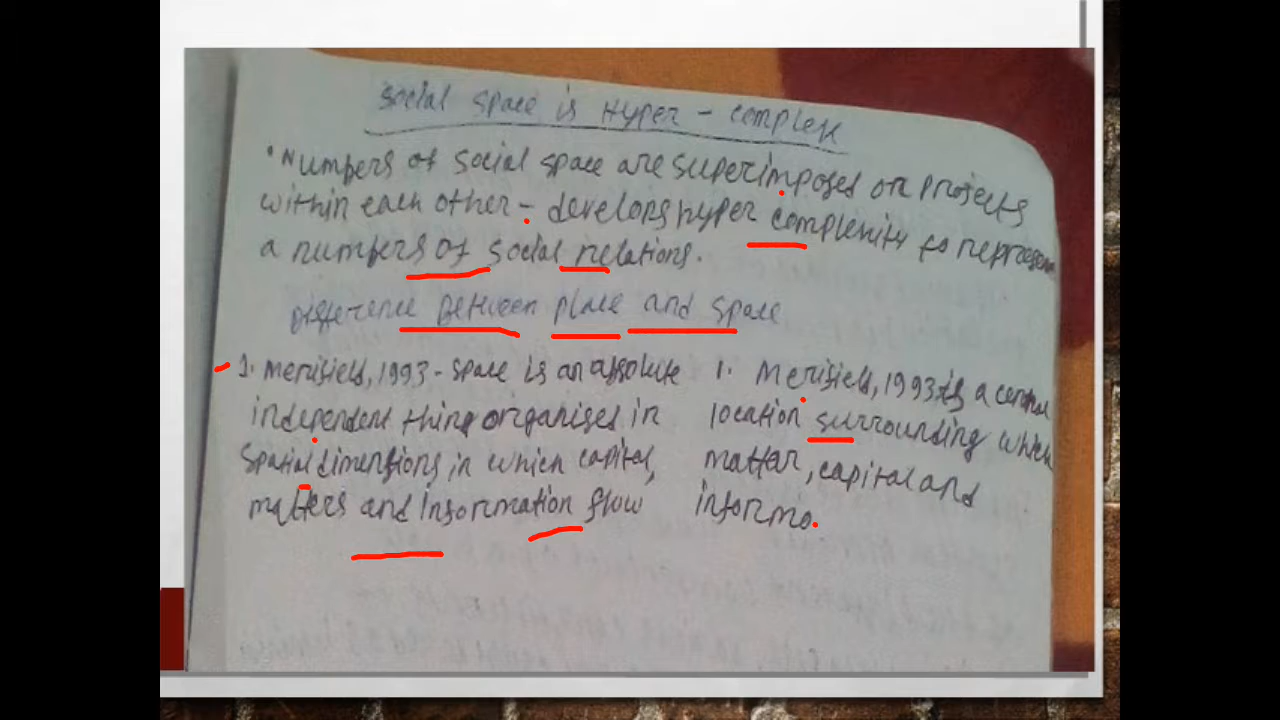 Social space is Hyper - complex
• Numbers of social space are superimposed or projects
within each other - develops hyper complexity to represen
a numbers of social relations.
Difference Between place and space
1. Merifield, 1993 - space is an absolute
independent thing organises in
spatial dimensions in which capital,
matters and information flow
1. Merifield, 1993 is a central
location surrounding which
matter, capital and
informa.